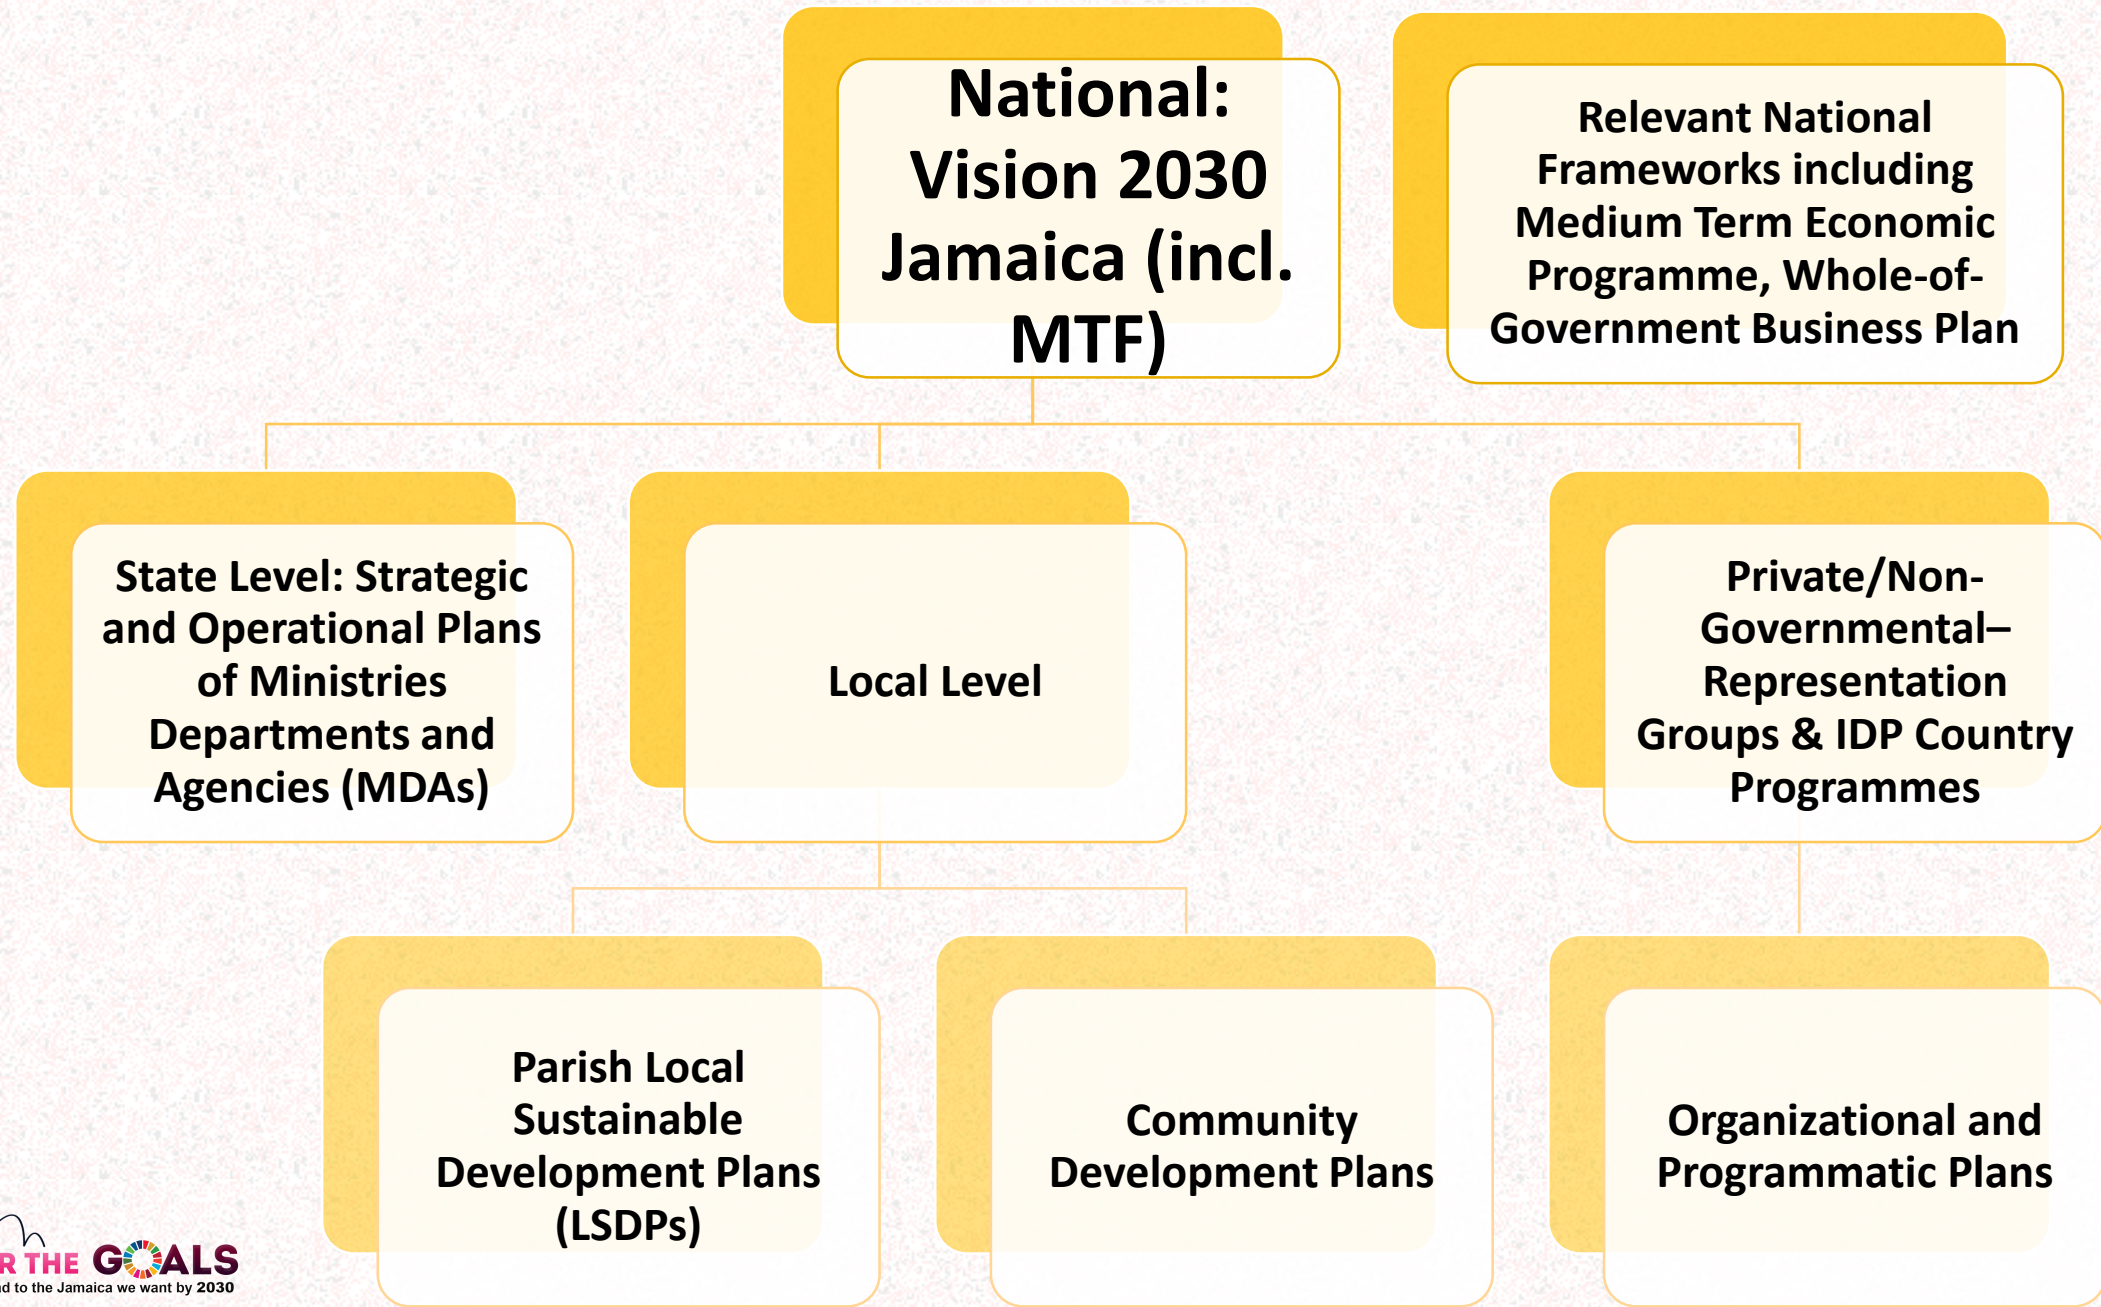 National:
Vision 2030
Jamaica (incl.
MTF)
Relevant National
Frameworks including
Medium Term Economic
Programme, Whole-of-
Government Business Plan
State Level: Strategic
and Operational Plans
of Ministries
Departments and
Agencies (MDAs)
Local Level
Private/Non-
Governmental–
Representation
Groups & IDP Country
Programmes
Parish Local
Sustainable
Development Plans
(LSDPs)
Community
Development Plans
Organizational and
Programmatic Plans
THE GOALS
to the Jamaica we want by 2030